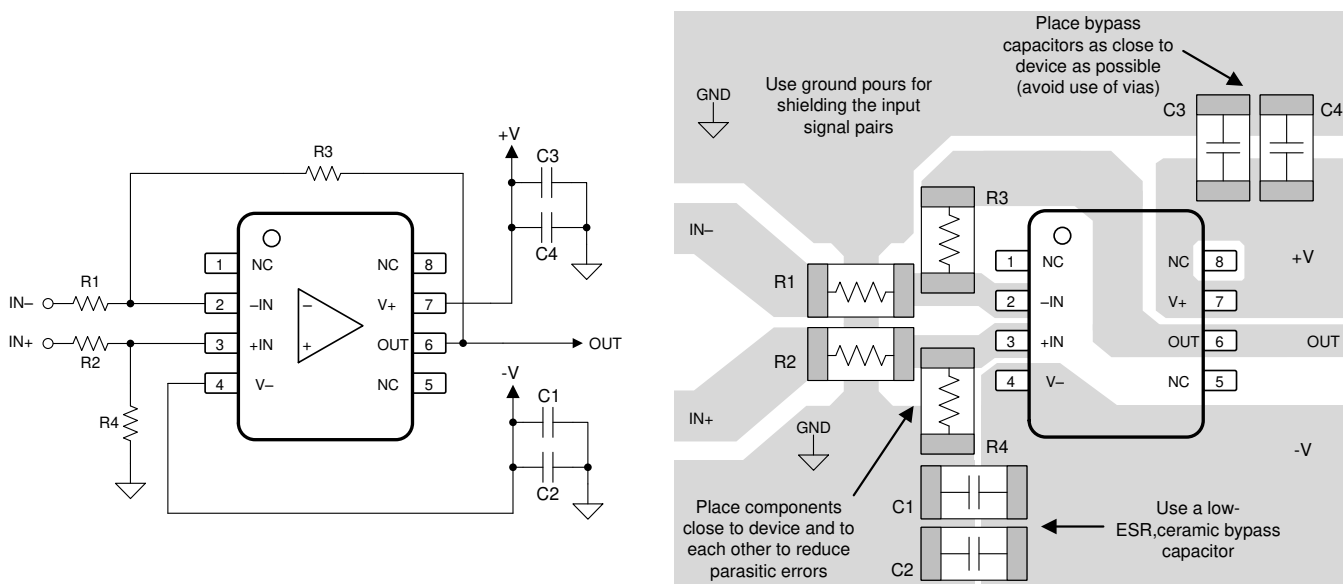 +V
R3
C3
C4
1
NC
NC
8
IN–
R1
2
–IN
V+
7
IN+
R2
3
+IN
OUT
6
OUT
4
V–
NC
5
–
+
R4
-V
C1
C2
Place bypass
capacitors as close to
device as possible
(avoid use of vias)
Use ground pours for
shielding the input
signal pairs
GND
C3
C4
R3
IN–
R1
R2
IN+
1
NC
NC
8
+V
2
–IN
V+
7
3
+IN
OUT
6
OUT
4
V–
NC
5
GND
R4
-V
C1
C2
Place components
close to device and to
each other to reduce
parasitic errors
Use a low-
ESR,ceramic bypass
capacitor